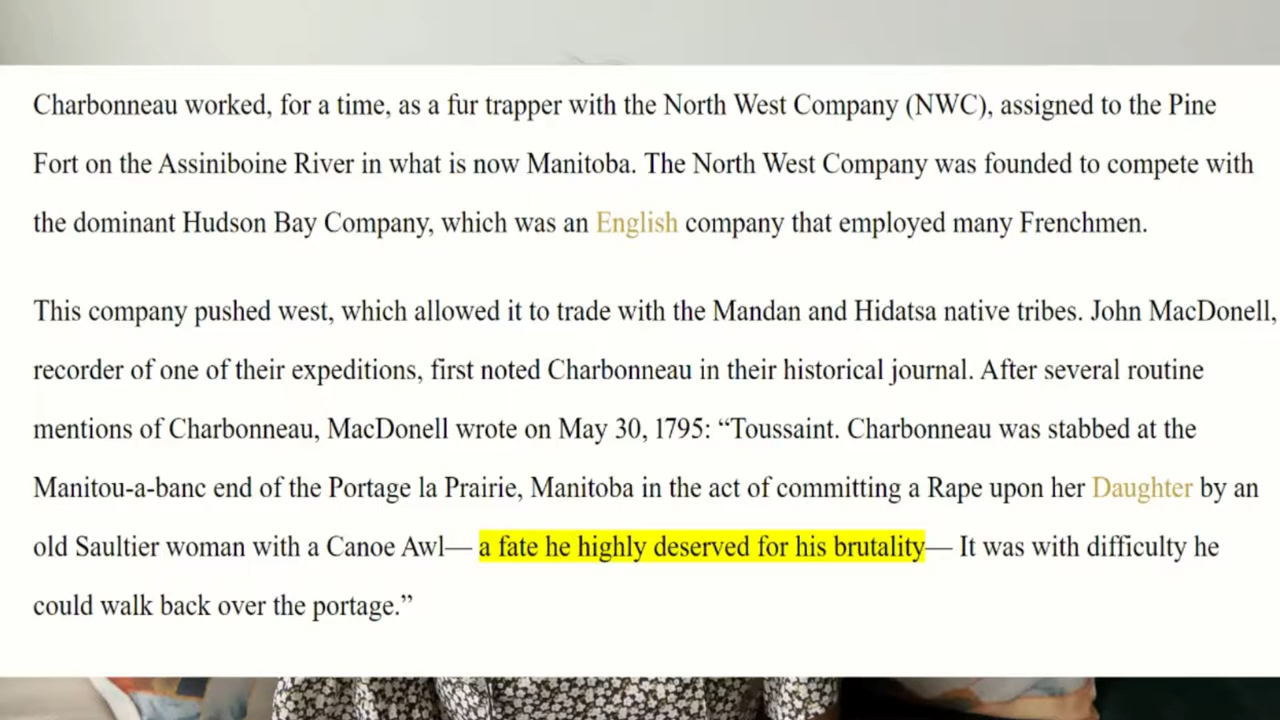 Charbonneau worked, for a time, as a fur trapper with the North West Company (NWC), assigned to the Pine
Fort on the Assiniboine River in what is now Manitoba. The North West Company was founded to compete with
the dominant Hudson Bay Company, which was an English company that employed many Frenchmen.
This company pushed west, which allowed it to trade with the Mandan and Hidatsa native tribes. John MacDonell,
recorder of one of their expeditions, first noted Charbonneau in their historical journal. After several routine
mentions of Charbonneau, MacDonell wrote on May 30, 1795: “Toussaint. Charbonneau was stabbed at the
Manitou-a-banc end of the Portage la Prairie, Manitoba in the act of committing a Rape upon her Daughter by an
old Saultier woman with a Canoe Awl— a fate he highly deserved for his brutality— It was with difficulty he
could walk back over the portage.”